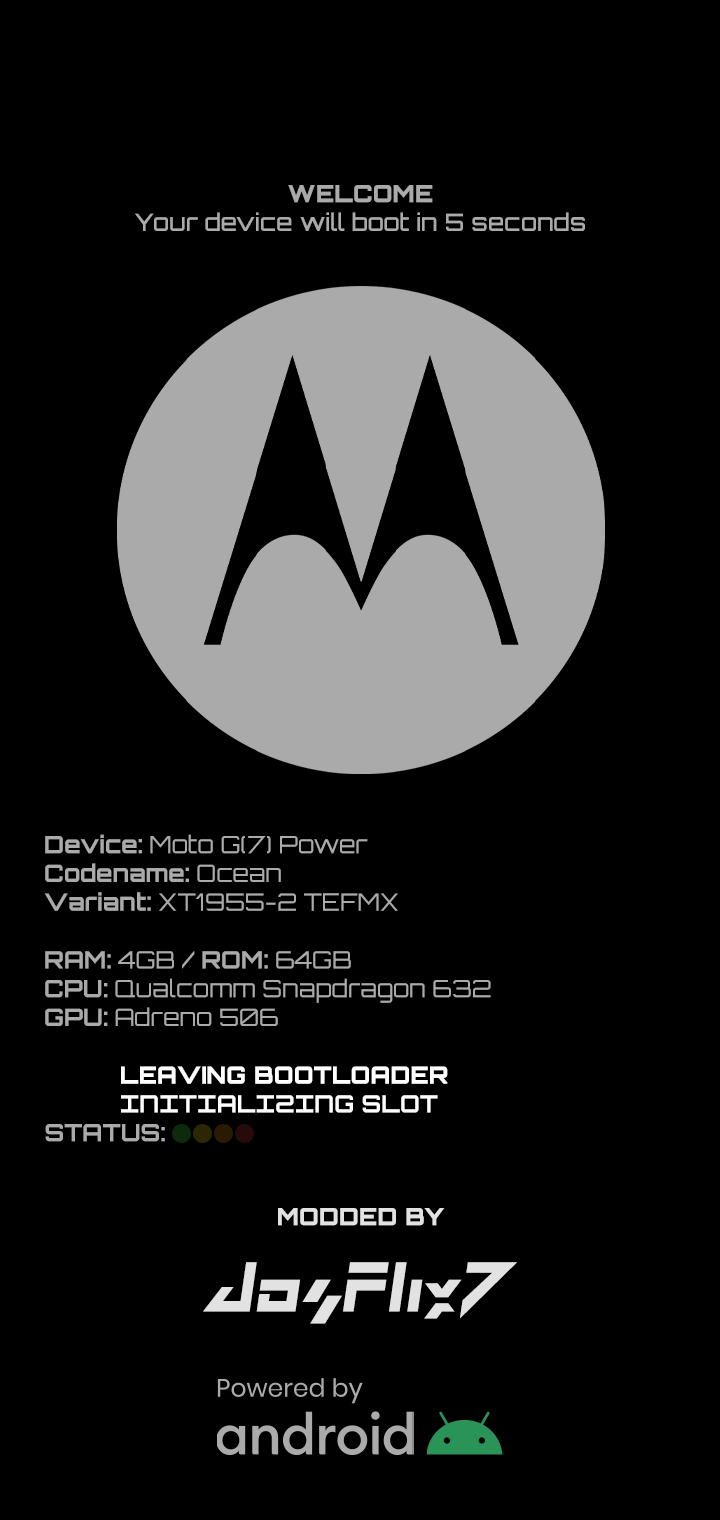 WELCOME
Your device will boot in 5 seconds
Device: Moto G(7) Power
Codename: Ocean
Variant: XT1955-2 TEFMX
RAM: 4GB / ROM: 64GB
CPU: Qualcomm Snapdragon 632
GPU: Adreno 506
LEAVING BOOTLOADER
INITIALIZING SLOT
STATUS:
MODDED BY
JosFlix7
Powered by
android